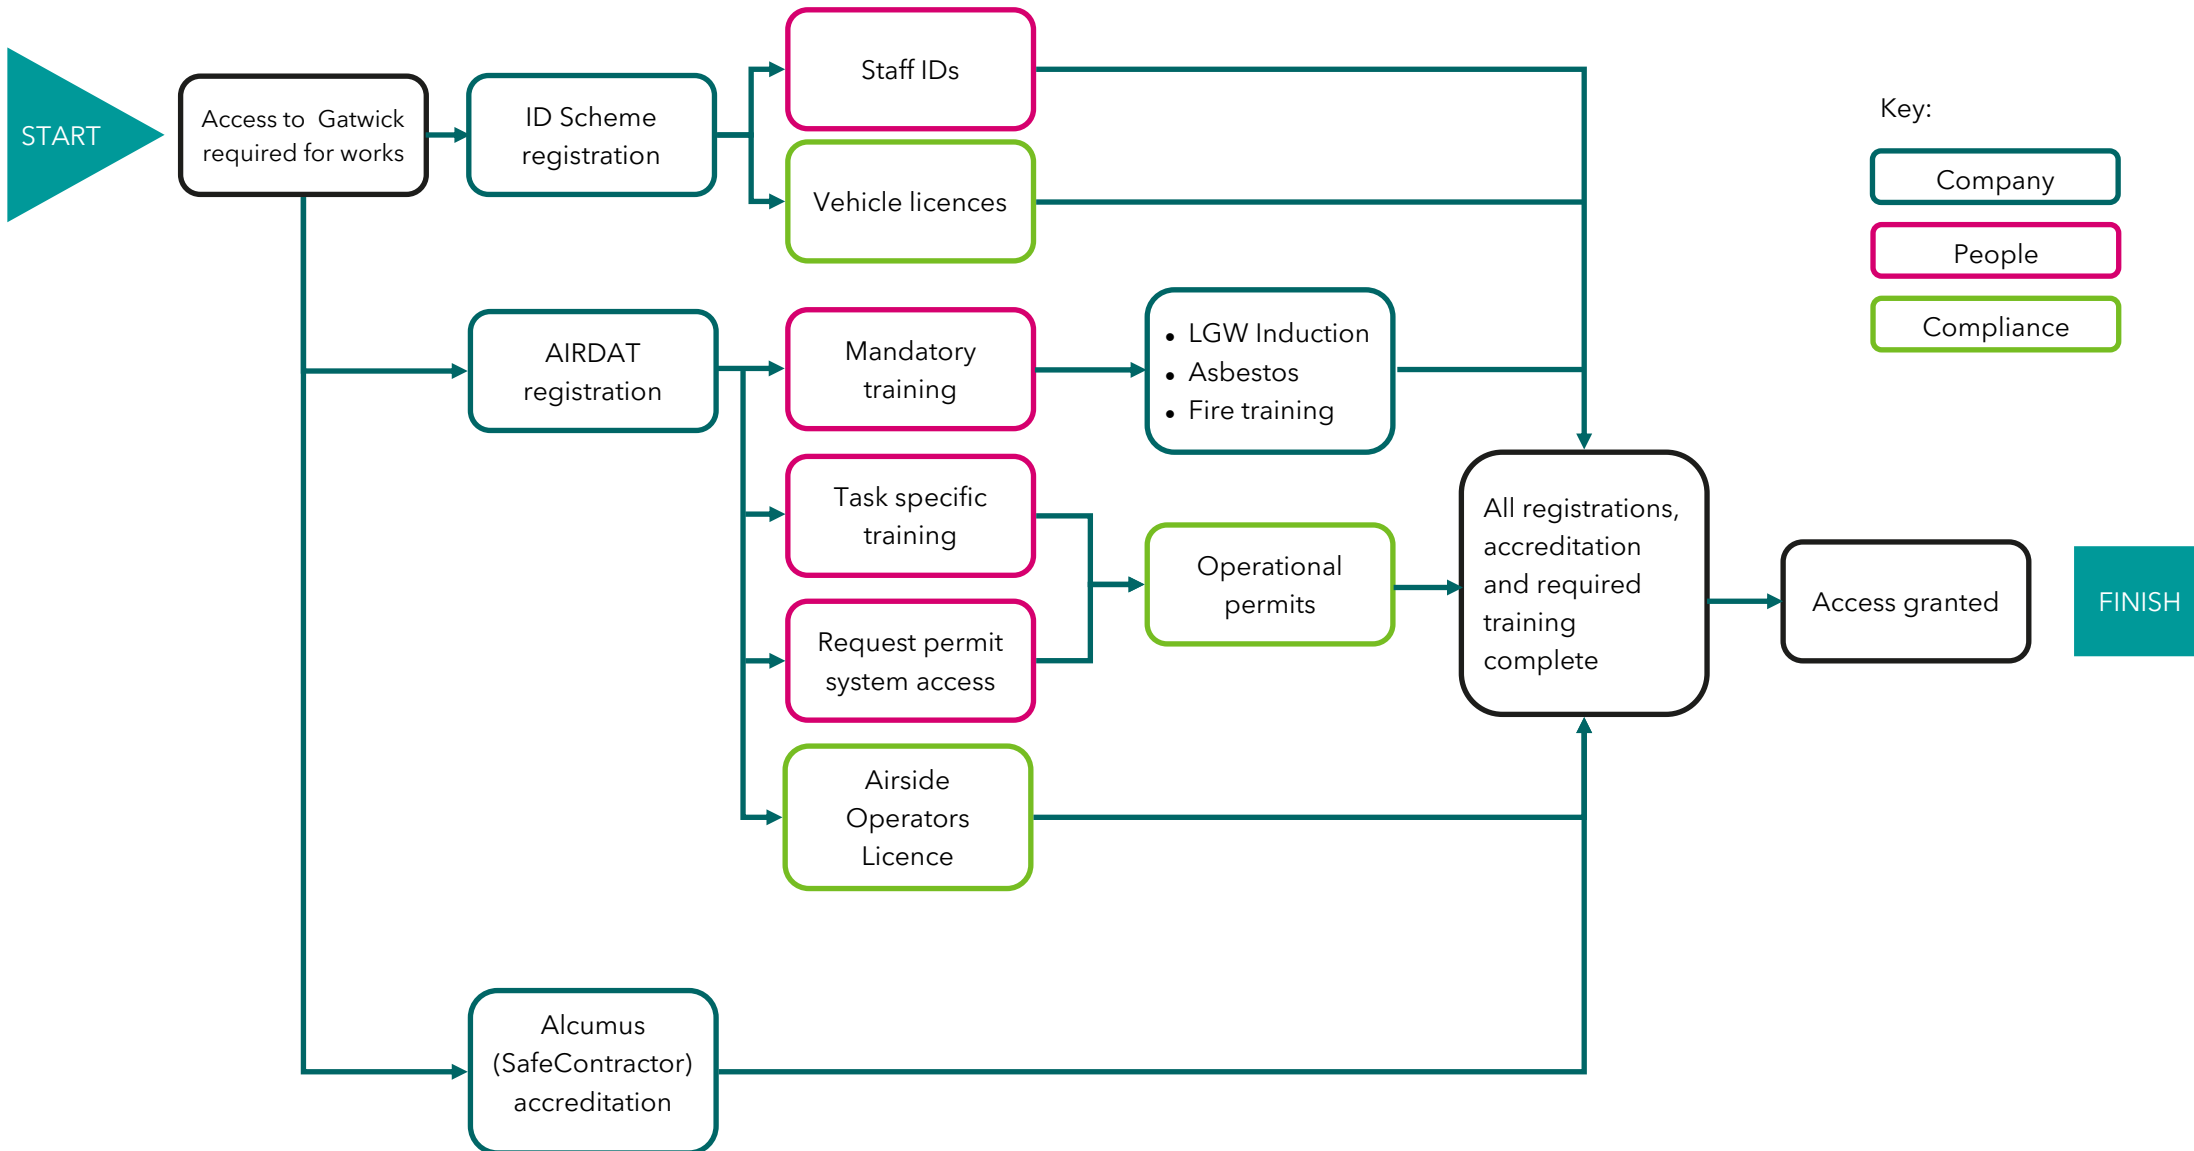 START
Access to Gatwick
required for works
ID Scheme
registration
Staff IDs
Vehicle licences
AIRDAT
registration
Mandatory
training
• LGW Induction
• Asbestos
• Fire training
Task specific
training
Request permit
system access
Operational
permits
Airside
Operators
Licence
Alcumus
(SafeContractor)
accreditation
All registrations,
accreditation
and required
training
complete
Access granted
FINISH
Key:
Company
People
Compliance